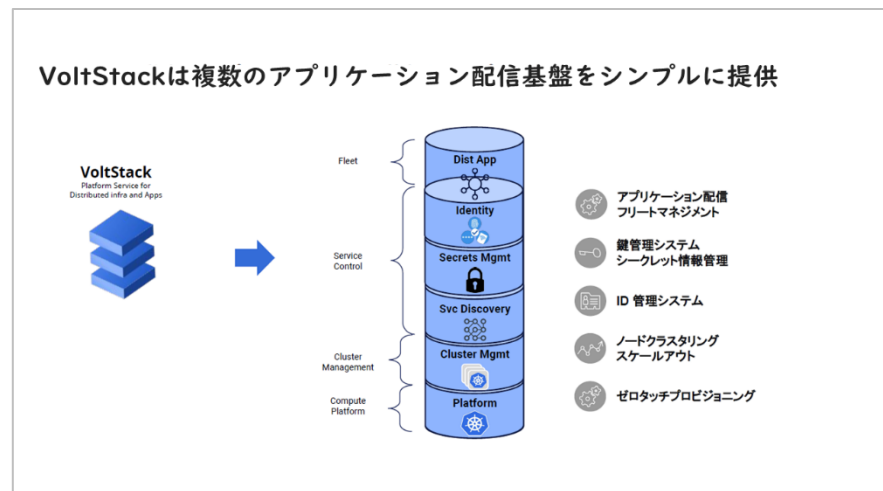 VoltStackは複数のアプリケーション配信基盤をシンプルに提供
VoltStack
Platform Service for
Distributed infra and Apps
Fleet
Service
Control
Cluster
Management
Compute
Platform
Dist App
Identity
Secrets Mgmt
Svc Discovery
Cluster Mgmt
Platform
アプリケーション配信
フリートマネジメント
鍵管理システム
シークレット情報管理
ID 管理システム
ノードクラスタリング
スケールアウト
ゼロタッチプロビジョニング